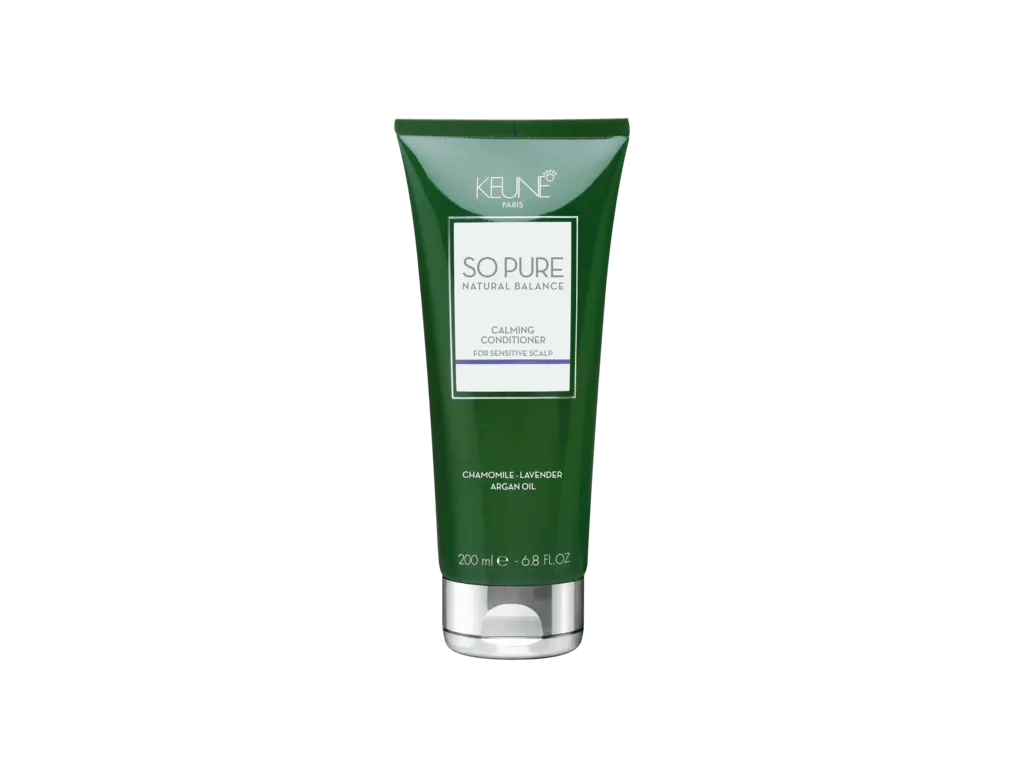 KEUNE
PARIS
SO PURE
NATURAL BALANCE
CALMING
CONDITIONER
FOR SENSITIVE SCALP
CHAMOMILE - LAVENDER
ARGAN OIL
200 ml ℮ - 6.8 FL.OZ